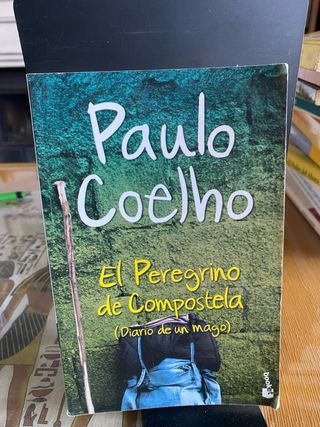 Paulo
Coelho
El Peregrino
de Compostela
(Diario de un mago)
booket